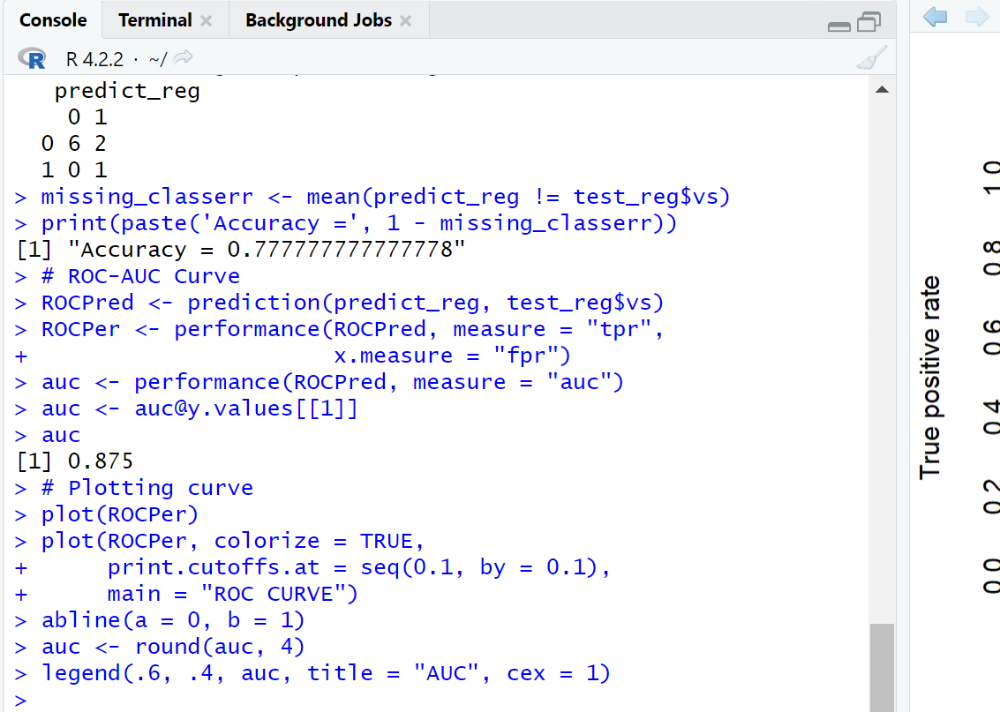 Console Terminal Background Jobs
R R 4.2.2 · ~/
   predict_reg
    0 1
  0 6 2
  1 0 1
> missing_classerr <- mean(predict_reg != test_reg$vs)
> print(paste('Accuracy =', 1 - missing_classerr))
[1] "Accuracy = 0.777777777777778"
> # ROC-AUC Curve
> ROCPred <- prediction(predict_reg, test_reg$vs)
> ROCPer <- performance(ROCPred, measure = "tpr",
+                       x.measure = "fpr")
> auc <- performance(ROCPred, measure = "auc")
> auc <- auc@y.values[[1]]
> auc
[1] 0.875
> # Plotting curve
> plot(ROCPer)
> plot(ROCPer, colorize = TRUE,
+      print.cutoffs.at = seq(0.1, by = 0.1),
+      main = "ROC CURVE")
> abline(a = 0, b = 1)
> auc <- round(auc, 4)
> legend(.6, .4, auc, title = "AUC", cex = 1)
>
True positive rate
1.0
0.8
0.6
0.4
0.2
0.0